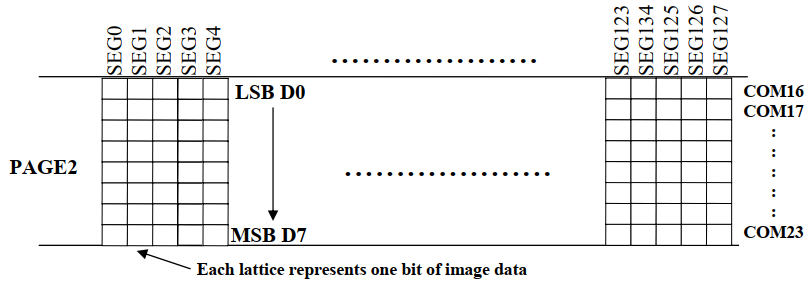 SEG0
SEG1
SEG2
SEG3
SEG4
SEG123
SEG134
SEG125
SEG126
SEG127
....................
LSB D0
COM16
COM17
:
:
:
:
:
PAGE2
....................
MSB D7
COM23
Each lattice represents one bit of image data